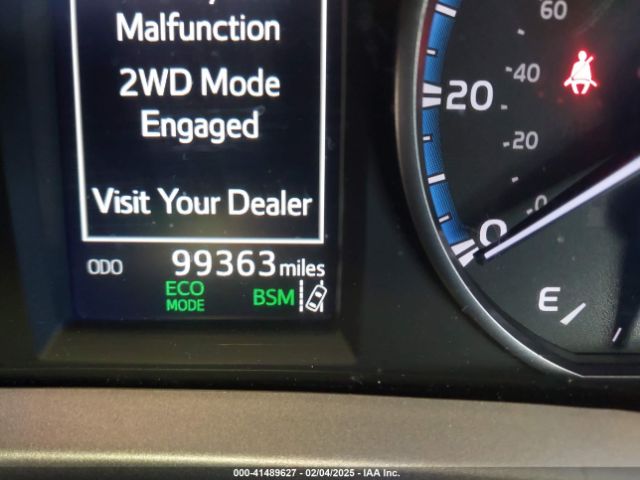 Malfunction
2WD Mode
Engaged
Visit Your Dealer
ODO 99363 miles
ECO
MODE
BSM
60
40
20
20
0
0
E
000-41489627 - 02/04/2025 - IAA Inc.